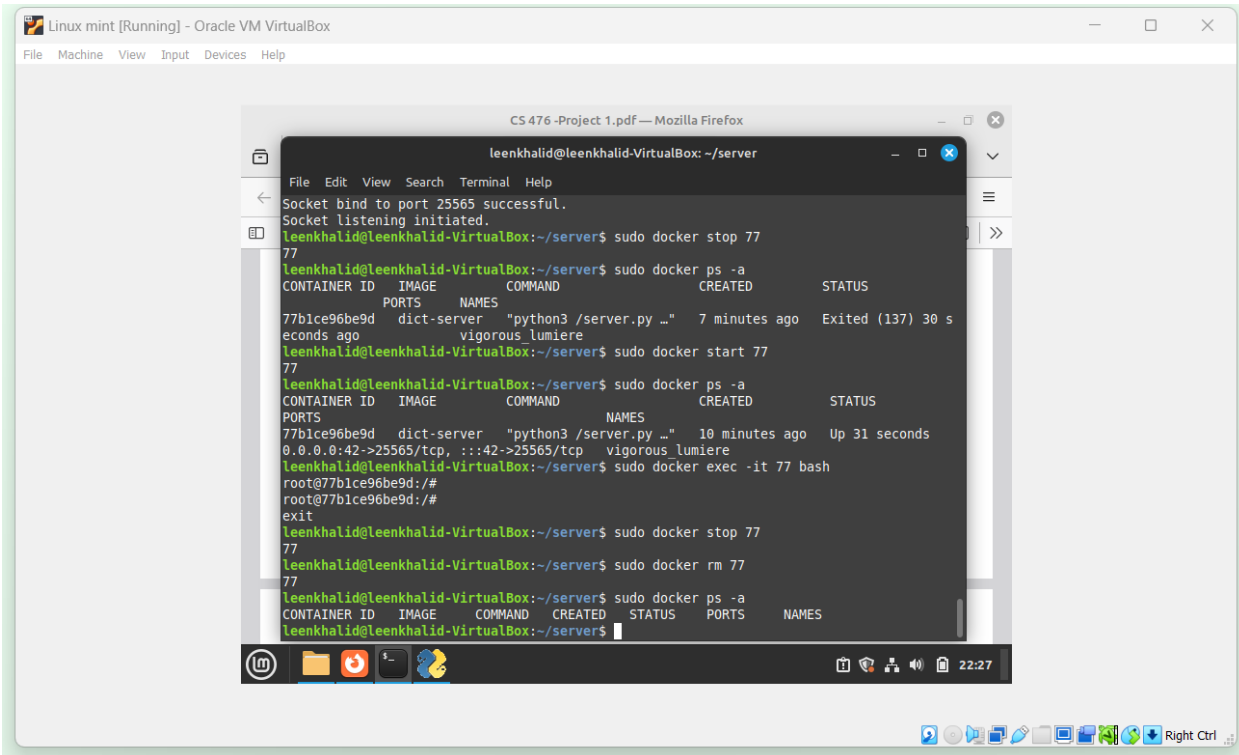 Linux mint [Running] - Oracle VM VirtualBox
File Machine View Input Devices Help
CS 476 -Project 1.pdf — Mozilla Firefox
leenkhalid@leenkhalid-VirtualBox: ~/server
File Edit View Search Terminal Help
Socket bind to port 25565 successful.
Socket listening initiated.
leenkhalid@leenkhalid-VirtualBox:~/server$ sudo docker stop 77
77
leenkhalid@leenkhalid-VirtualBox:~/server$ sudo docker ps -a
CONTAINER ID IMAGE COMMAND CREATED STATUS
PORTS NAMES
77b1ce96be9d dict-server "python3 /server.py …" 7 minutes ago Exited (137) 30 s
econds ago vigorous_lumiere
leenkhalid@leenkhalid-VirtualBox:~/server$ sudo docker start 77
77
leenkhalid@leenkhalid-VirtualBox:~/server$ sudo docker ps -a
CONTAINER ID IMAGE COMMAND CREATED STATUS
PORTS NAMES
77b1ce96be9d dict-server "python3 /server.py …" 10 minutes ago Up 31 seconds
0.0.0.0:42->25565/tcp, :::42->25565/tcp vigorous_lumiere
leenkhalid@leenkhalid-VirtualBox:~/server$ sudo docker exec -it 77 bash
root@77b1ce96be9d:/#
root@77b1ce96be9d:/#
exit
leenkhalid@leenkhalid-VirtualBox:~/server$ sudo docker stop 77
77
leenkhalid@leenkhalid-VirtualBox:~/server$ sudo docker rm 77
77
leenkhalid@leenkhalid-VirtualBox:~/server$ sudo docker ps -a
CONTAINER ID IMAGE COMMAND CREATED STATUS PORTS NAMES
leenkhalid@leenkhalid-VirtualBox:~/server$
22:27
Right Ctrl